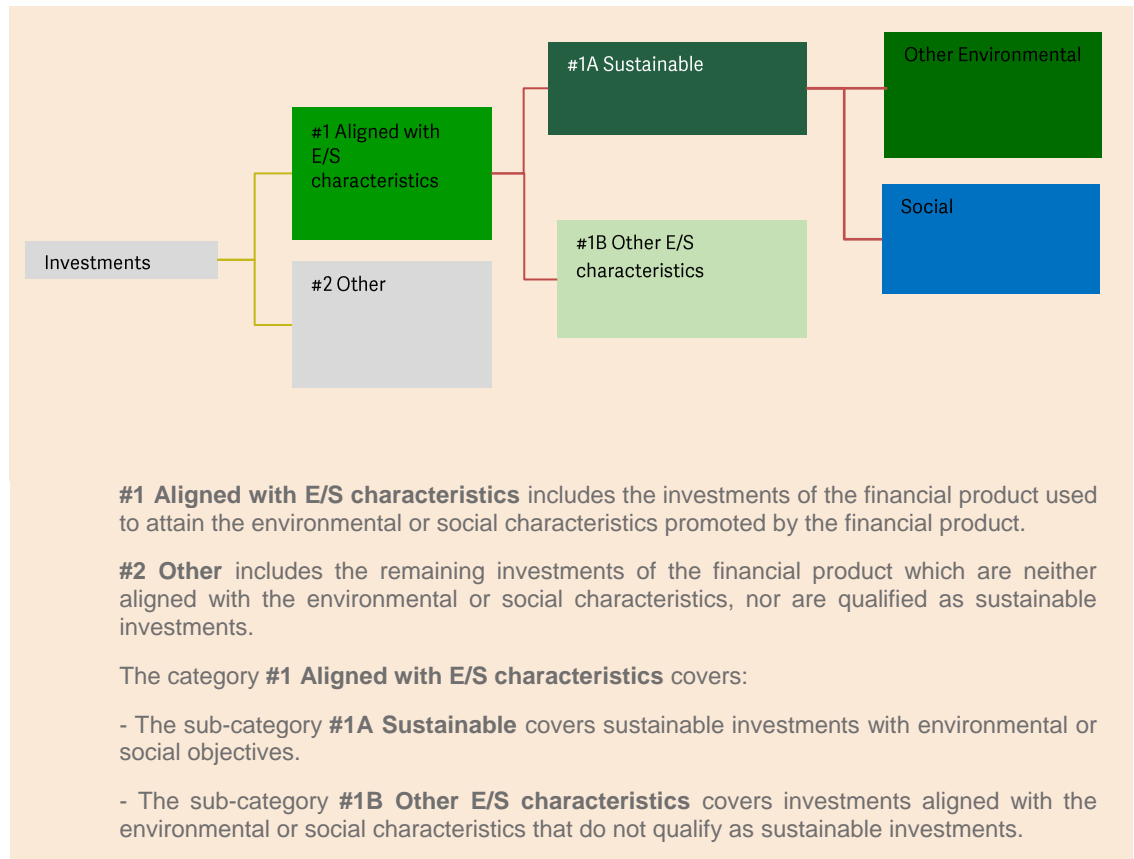 #1A Sustainable
Other Environmental
#1 Aligned with
E/S
characteristics
Social
#1B Other E/S
characteristics
Investments
#2 Other
#1 Aligned with E/S characteristics includes the investments of the financial product used
to attain the environmental or social characteristics promoted by the financial product.
#2 Other includes the remaining investments of the financial product which are neither
aligned with the environmental or social characteristics, nor are qualified as sustainable
investments.
The category #1 Aligned with E/S characteristics covers:
- The sub-category #1A Sustainable covers sustainable investments with environmental or
social objectives.
- The sub-category #1B Other E/S characteristics covers investments aligned with the
environmental or social characteristics that do not qualify as sustainable investments.